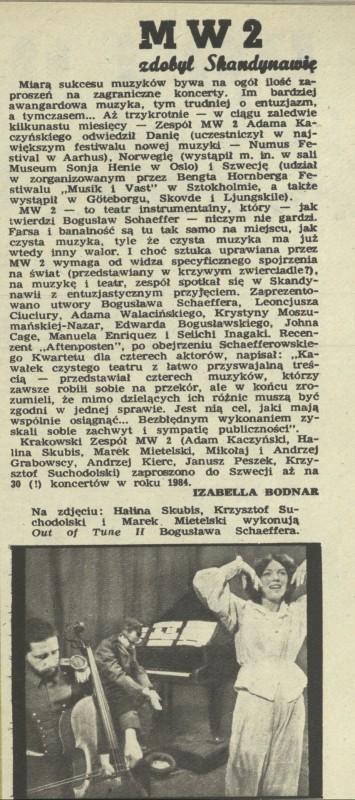 MW2
zdobył Skandynawię
Miarą sukcesu muzyków bywa na ogół ilość za-
proszeń na zagraniczne koncerty. Im bardziej
awangardowa muzyka, tym trudniej o entuzjazm,
a tymczasem... Aż trzykrotnie — w ciągu zaledwie
kilkunastu miesięcy — Zespół MW 2 Adama Ka-
czyńskiego odwiedził Danię (uczestniczył w naj-
większym festiwalu nowej muzyki — Numus Fe-
stival w Aarhus), Norwegię (wystąpił m. in. w sali
Museum Sonja Henie w Oslo) i Szwecję (udział
w zorganizowanym przez Bengta Hornberga Fe-
stiwalu „Musik i Vast" w Sztokholmie, a także
wystąpił w Göteborgu, Skovde i Ljungskile).
MW 2 — to teatr instrumentalny, który — jak
twierdzi Bogusław Schaeffer — niczym nie gardzi.
Farsa i banalność są tu tak samo na miejscu, jak
czysta muzyka, tyle że czysta muzyka ma już
wtedy inny walor. I choć sztuka uprawiana przez
MW 2 wymaga od widza specyficznego spojrzenia
na świat (przedstawiany w krzywym zwierciadle?),
na muzykę i teatr, zespół spotkał się w Skandy-
nawii z entuzjastycznym przyjęciem. Zaprezento-
wano utwory Bogusława Schaeffera, Leoncjusza
Ciuciury, Adama Walacińskiego, Krystyny Moszu-
mańskiej-Nazar, Edwarda Bogusławskiego, Johna
Cage, Manuela Enriquez i Seiichi Inagaki. Recen-
zent „Aftenposten", po obejrzeniu Schaefferowskie-
go Kwartetu dla czterech aktorów, napisał: „Ka-
wałek czystego teatru z łatwo przyswajalną treś-
cią — przedstawiał czterech muzyków, którzy
zawsze robili sobie na przekór, ale w końcu zro-
zumieli, że mimo dzielących ich różnic muszą być
zgodni w jednej sprawie. Jest nią cel, jaki mają
wspólnie osiągnąć... Bezbłędnym wykonaniem zy-
skali sobie zachwyt i sympatię publiczności".
Krakowski Zespół MW 2 (Adam Kaczyński, Ha-
lina Skubis, Marek Mietelski, Mikołaj i Andrzej
Grabowscy, Andrzej Kierc, Janusz Peszek, Krzy-
sztof Suchodolski) zaproszono do Szwecji aż na
30 (!) koncertów w roku 1984.
IZABELLA BODNAR
Na zdjęciu: Halina Skubis, Krzysztof Su-
chodolski i Marek Mietelski wykonują
Out of Tune II Bogusława Schaeffera.